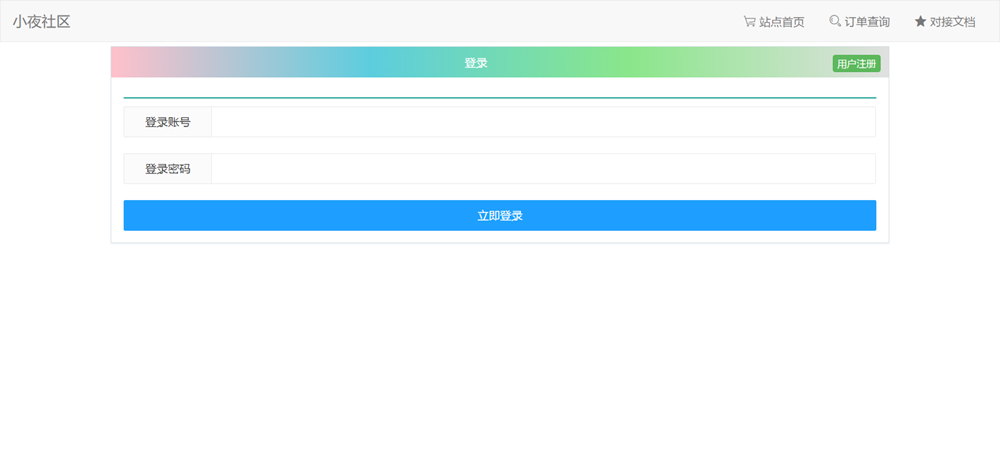 小夜社区
站点首页
订单查询
对接文档
登录
用户注册
登录账号
登录密码
立即登录